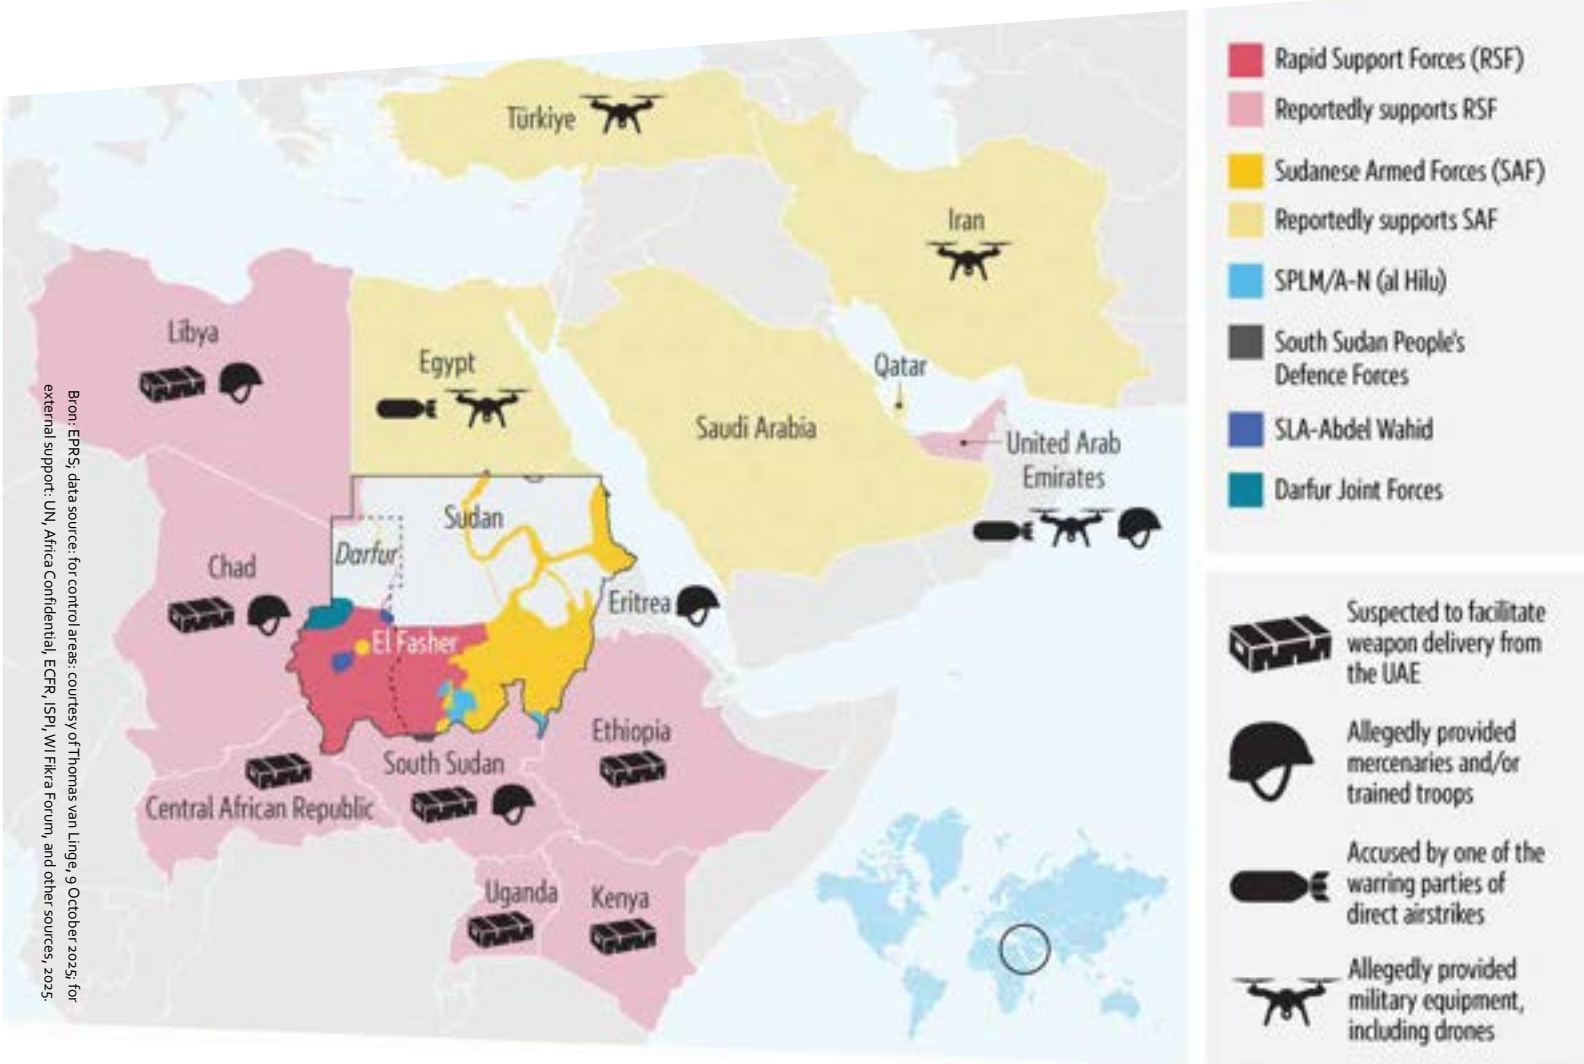 Türkiye
Iran
Libya
Egypt
Qatar
Saudi Arabia
United Arab
Emirates
Sudan
Darfur
Chad
Eritrea
El Fasher
Ethiopia
South Sudan
Central African Republic
Uganda
Kenya
Bron: EPRS; data source: for control areas: courtesy of Thomas van Linge, 9 October 2025; for
external support: UN, Africa Confidential, ECFR, ISPI, WI Fikra Forum, and other sources, 2025.
Rapid Support Forces (RSF)
Reportedly supports RSF
Sudanese Armed Forces (SAF)
Reportedly supports SAF
SPLM/A-N (al Hilu)
South Sudan People's
Defence Forces
SLA-Abdel Wahid
Darfur Joint Forces
Suspected to facilitate
weapon delivery from
the UAE
Allegedly provided
mercenaries and/or
trained troops
Accused by one of the
warring parties of
direct airstrikes
Allegedly provided
military equipment,
including drones